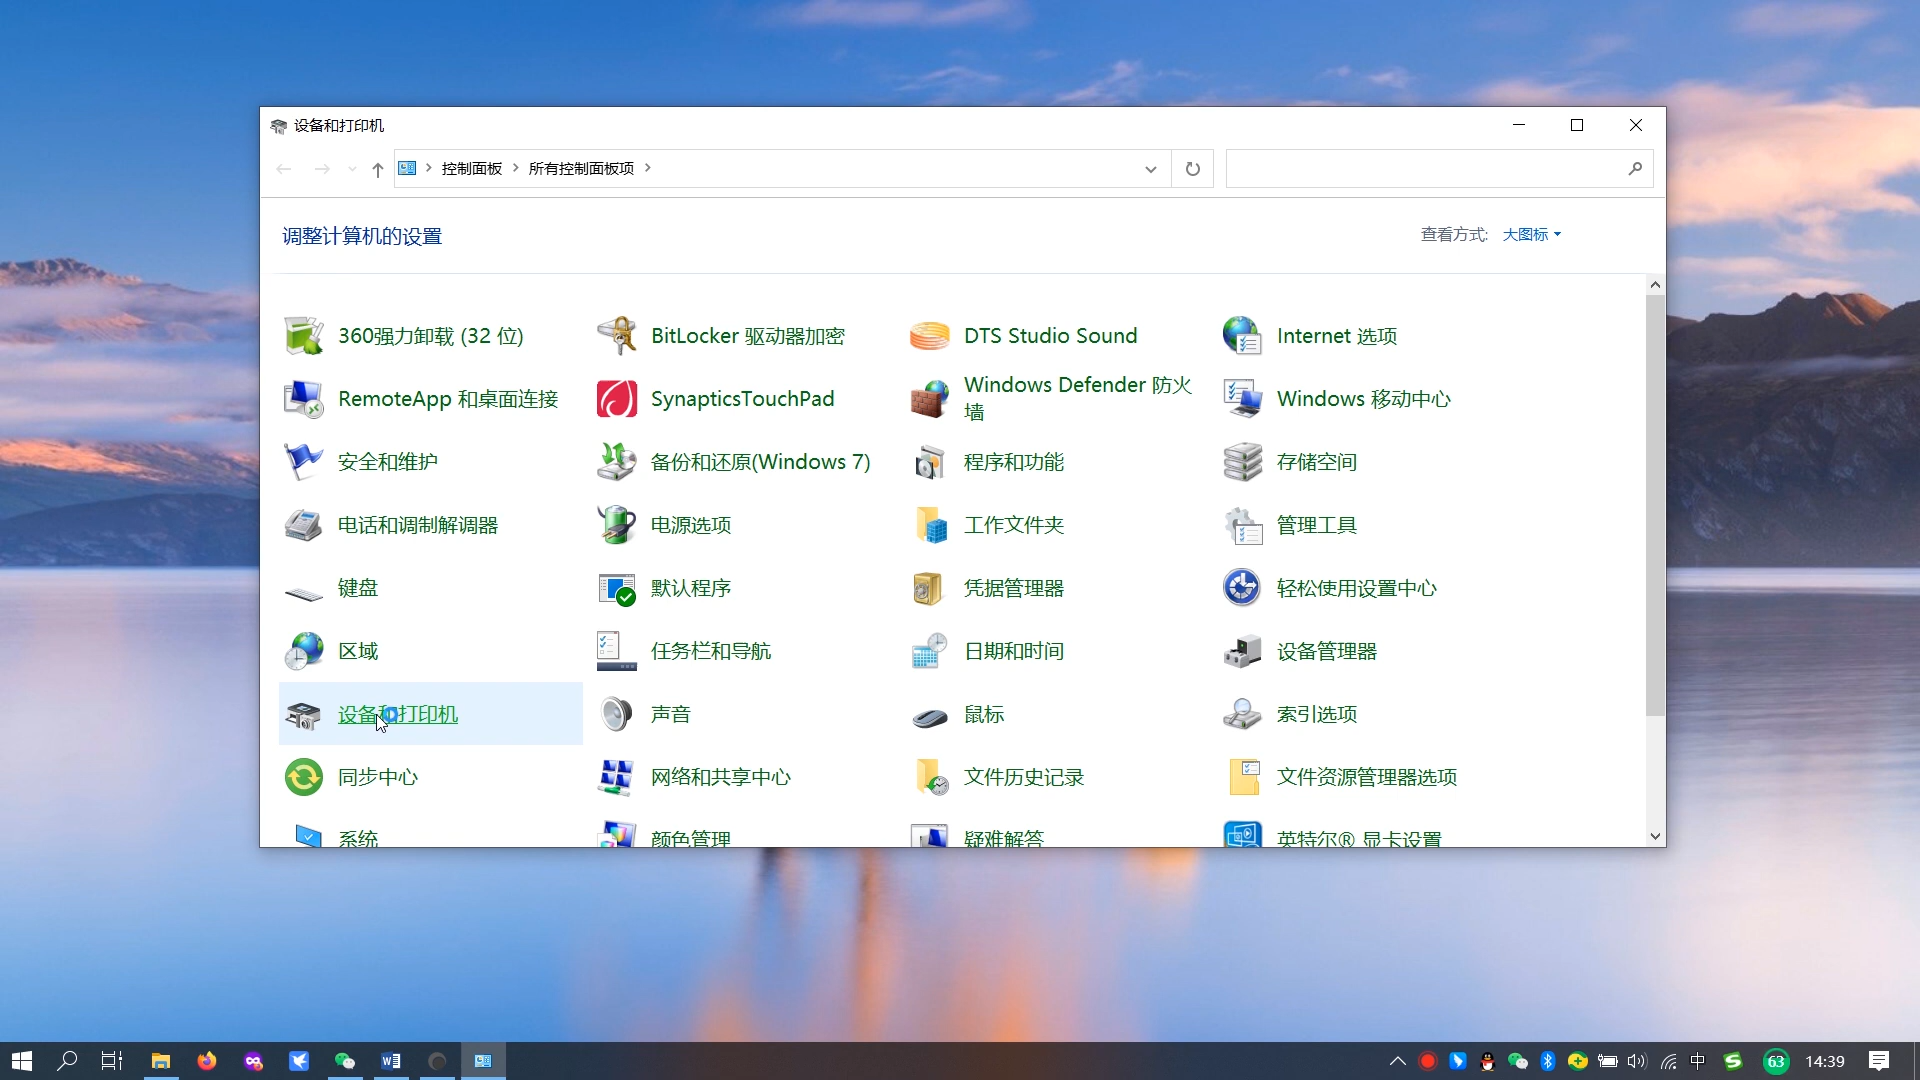 设备和打印机
控制面板
所有控制面板项
调整计算机的设置
查看方式:
大图标
360强力卸载 (32 位)
BitLocker 驱动器加密
DTS Studio Sound
Internet 选项
RemoteApp 和桌面连接
SynapticsTouchPad
Windows Defender 防火
墙
Windows 移动中心
安全和维护
备份和还原(Windows 7)
程序和功能
存储空间
电话和调制解调器
电源选项
工作文件夹
管理工具
键盘
默认程序
凭据管理器
轻松使用设置中心
区域
任务栏和导航
日期和时间
设备管理器
设备和打印机
声音
鼠标
索引选项
同步中心
网络和共享中心
文件历史记录
文件资源管理器选项
系统
颜色管理
疑难解答
英特尔® 显卡设置
中
63
14:39